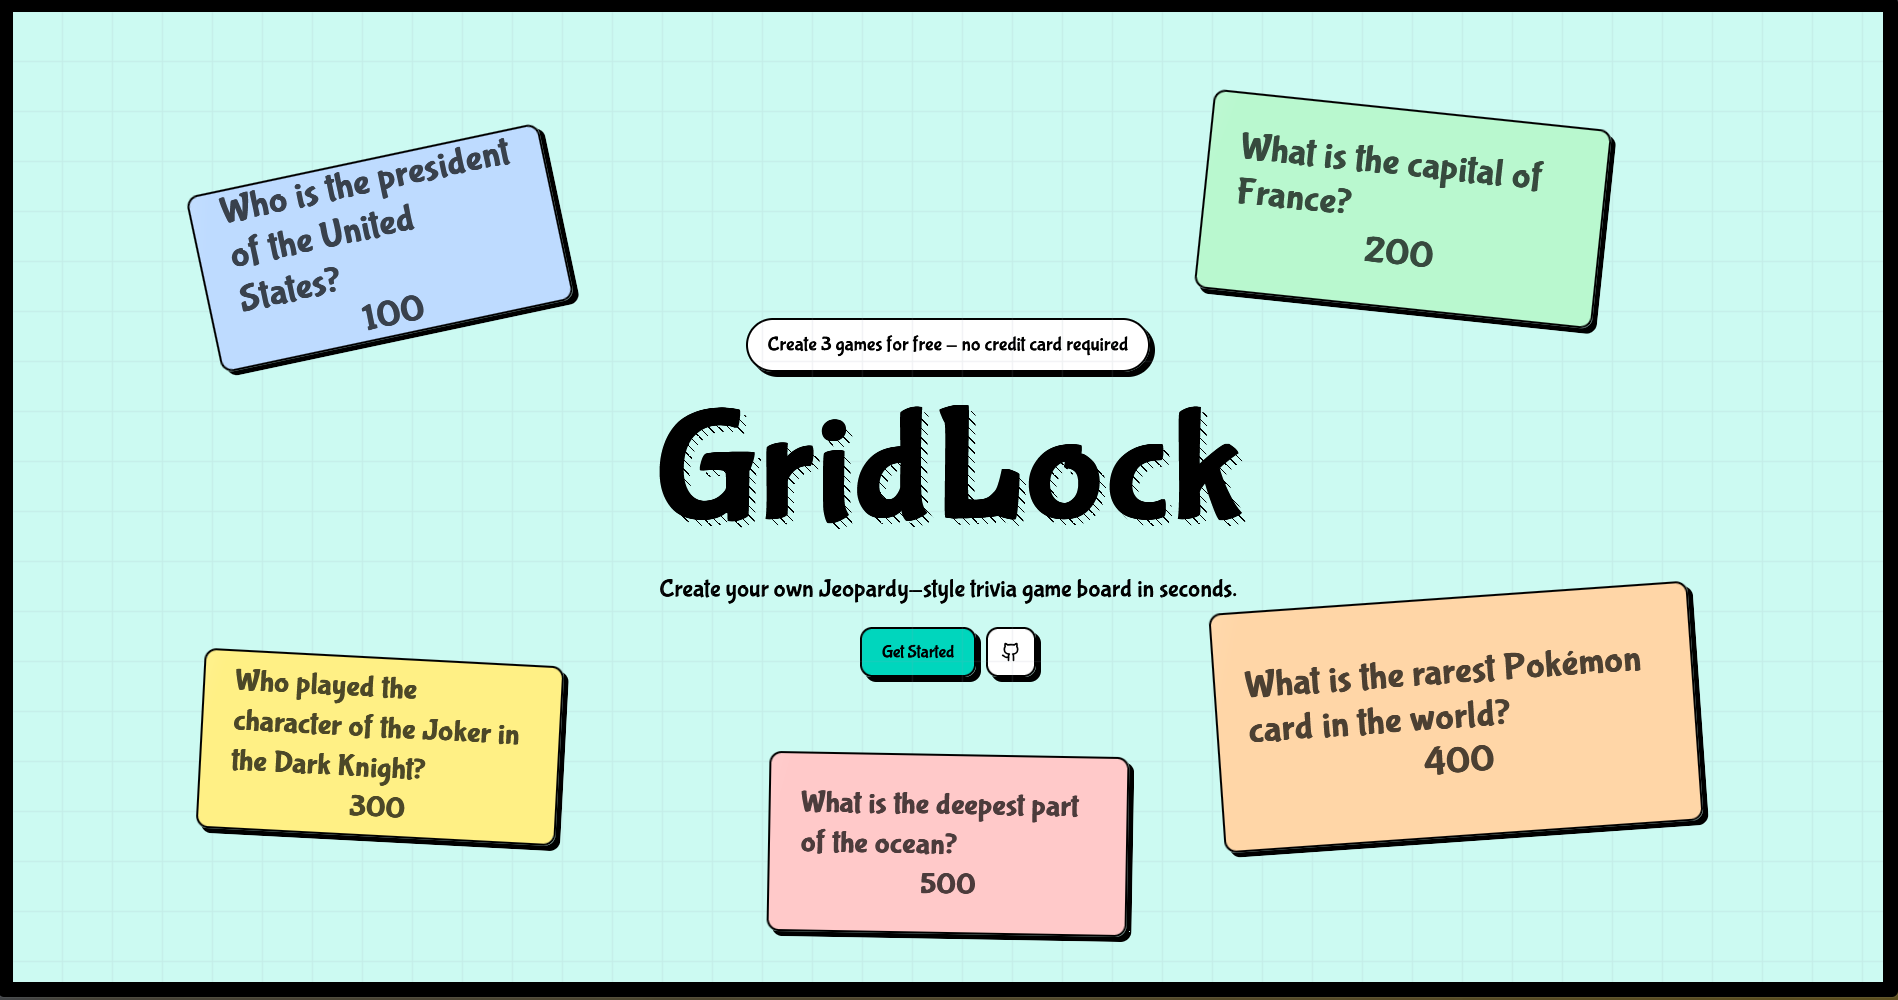 Who is the president
of the United
States?
100
What is the capital of
France?
200
Create 3 games for free – no credit card required
GridLock
Create your own Jeopardy-style trivia game board in seconds.
Get Started
Who played the
character of the Joker in
the Dark Knight?
300
What is the rarest Pokémon
card in the world?
400
What is the deepest part
of the ocean?
500